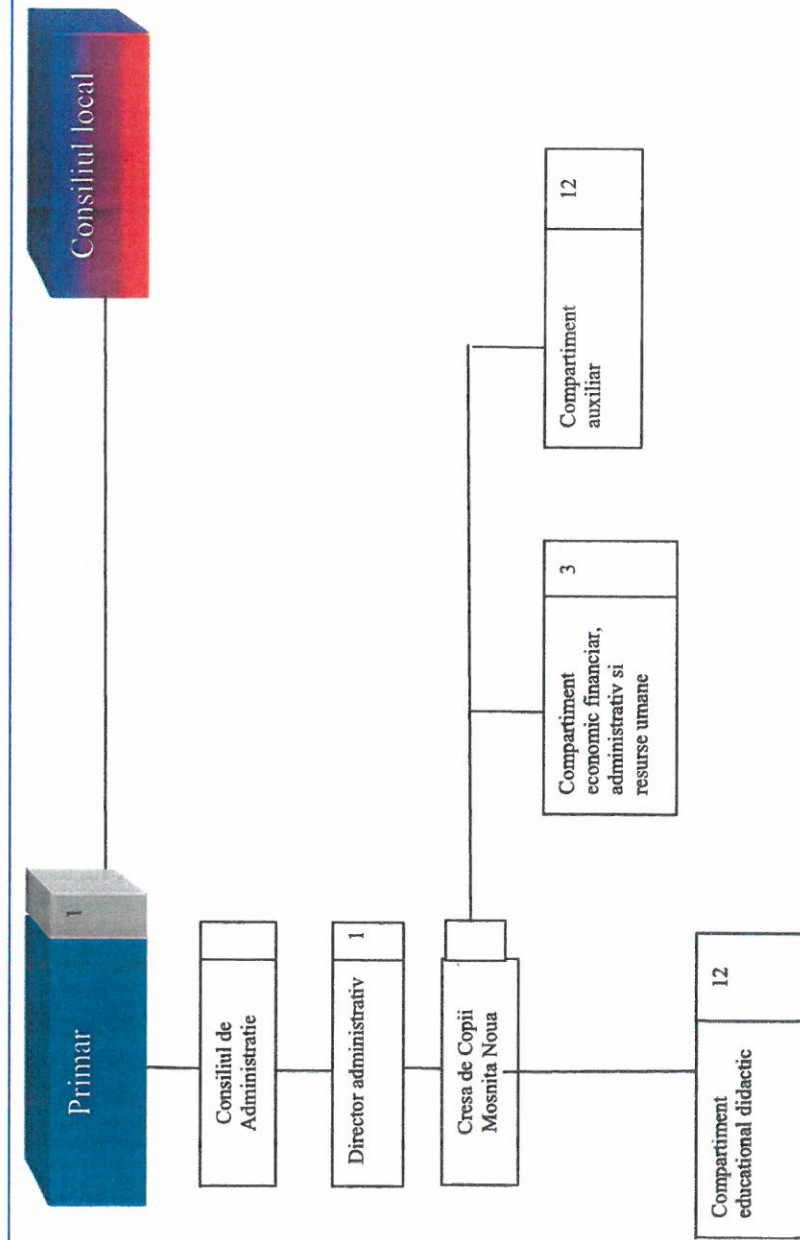 Primar
1
Consiliul local
Consiliul de
Administratie
Director administrativ
1
Cresa de Copii
Mosnita Noua
Compartiment
economic financiar,
administrativ si
resurse umane
3
Compartiment
auxiliar
12
Compartiment
educational didactic
12